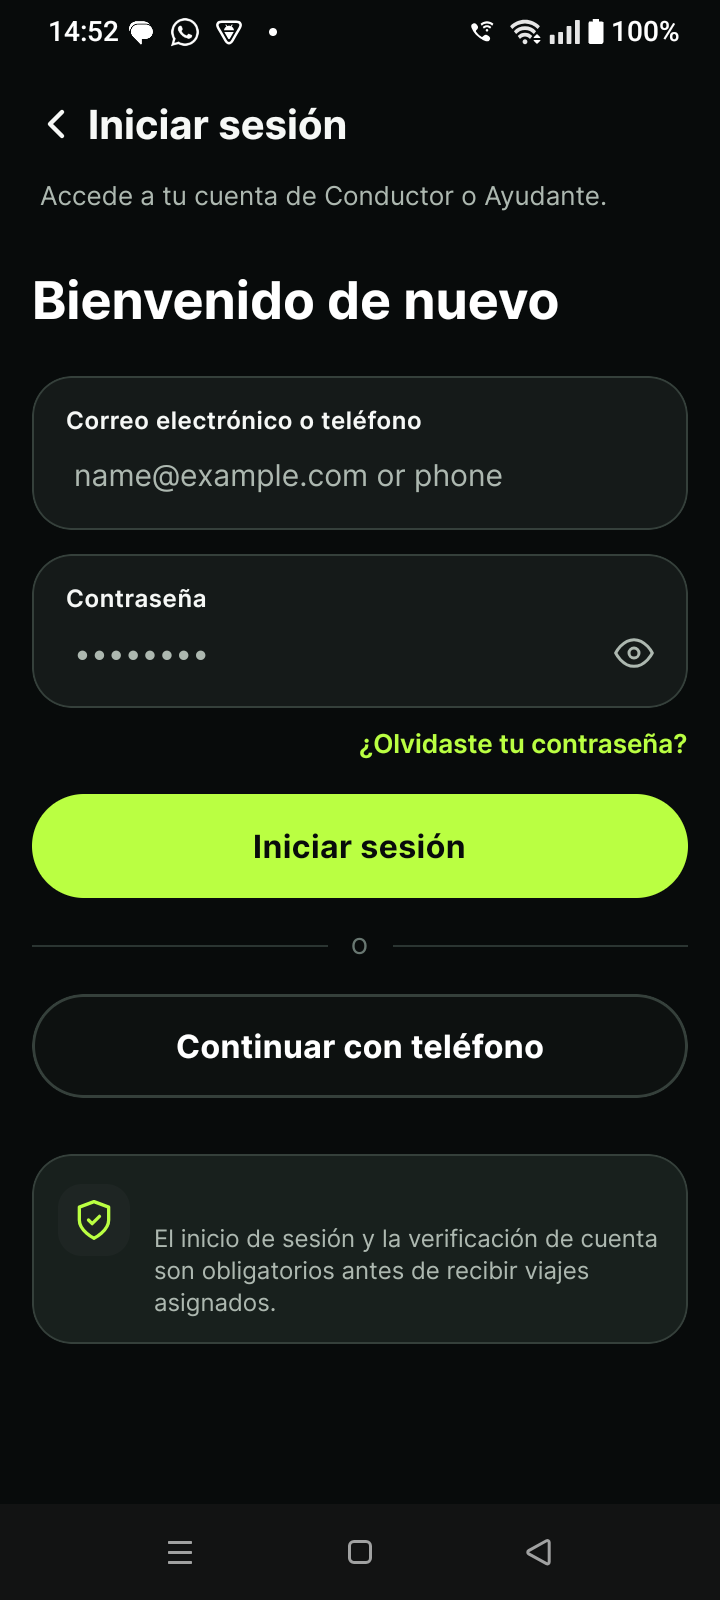 14:52
100%
Iniciar sesión
Accede a tu cuenta de Conductor o Ayudante.
Bienvenido de nuevo
Correo electrónico o teléfono
name@example.com or phone
Contraseña
••••••••
¿Olvidaste tu contraseña?
Iniciar sesión
o
Continuar con teléfono
El inicio de sesión y la verificación de cuenta
son obligatorios antes de recibir viajes
asignados.